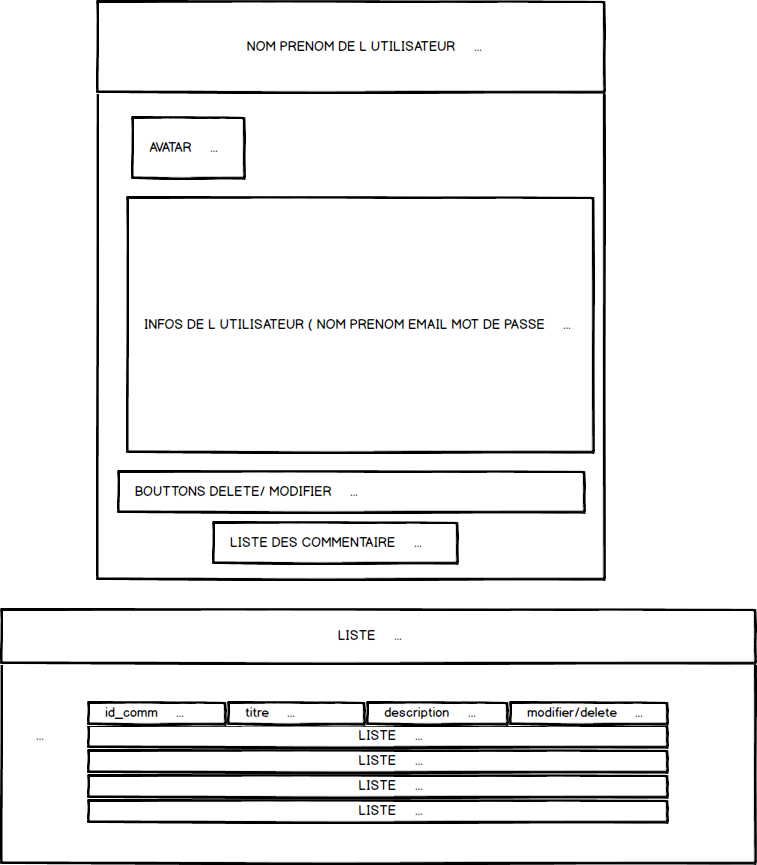 NOM PRENOM DE L UTILISATEUR ...
AVATAR ...
INFOS DE L UTILISATEUR ( NOM PRENOM EMAIL MOT DE PASSE ...
BOUTTONS DELETE/ MODIFIER ...
LISTE DES COMMENTAIRE ...
LISTE ...
id_comm ... titre ... description ... modifier/delete ...
... LISTE ...
LISTE ...
LISTE ...
LISTE ...